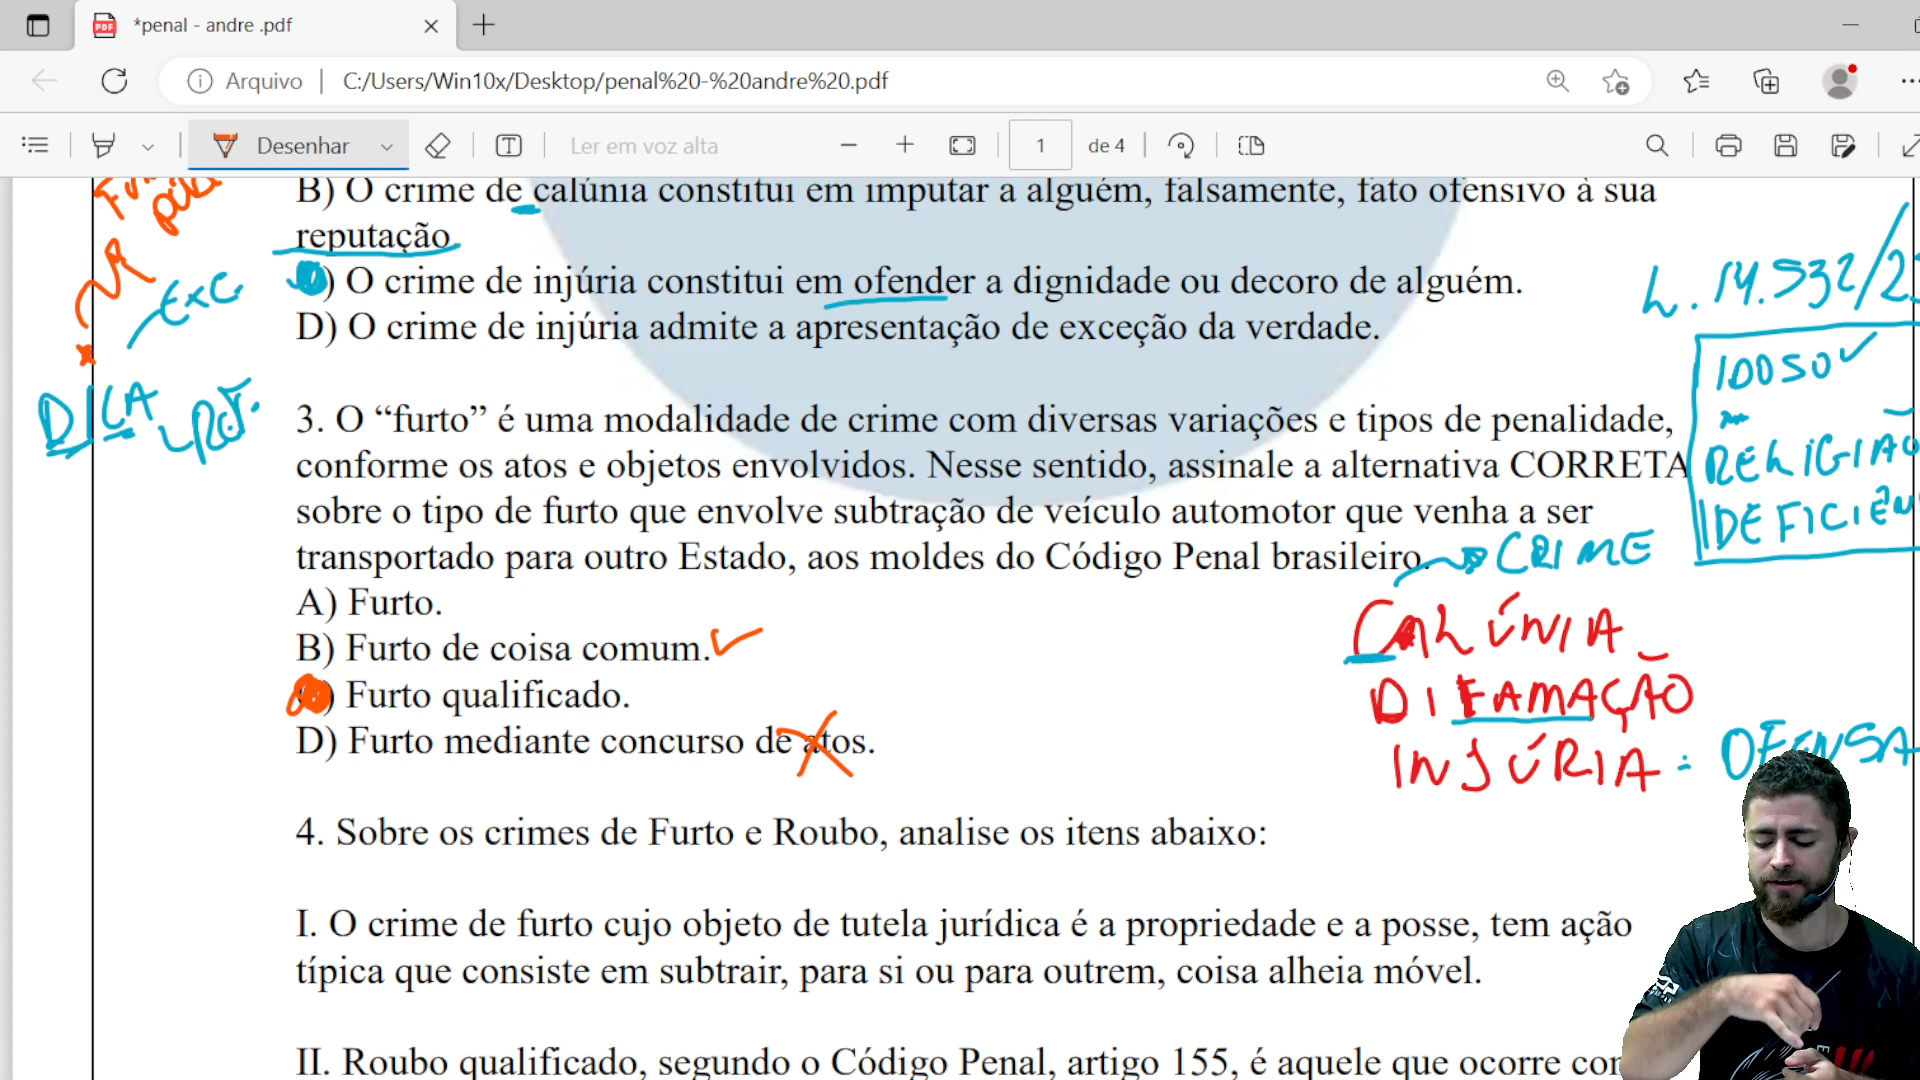 *penal - andre .pdf
Arquivo C:/Users/Win10x/Desktop/penal%20-%20andre%20.pdf
Desenhar Ler em voz alta 1 de 4
B) O crime de calúnia constitui em imputar a alguém, falsamente, fato ofensivo à sua
reputação
) O crime de injúria constitui em ofender a dignidade ou decoro de alguém.
D) O crime de injúria admite a apresentação de exceção da verdade.
EXC.
DICA
RET.
L. 14.532/23
IDOSO
RELIGIÃO
DEFICIÊN
3. O “furto” é uma modalidade de crime com diversas variações e tipos de penalidade,
conforme os atos e objetos envolvidos. Nesse sentido, assinale a alternativa CORRETA
sobre o tipo de furto que envolve subtração de veículo automotor que venha a ser
transportado para outro Estado, aos moldes do Código Penal brasileiro.
CRIME
CALÚNIA
DIFAMAÇÃO
INJÚRIA = OFENSA
A) Furto.
B) Furto de coisa comum.
) Furto qualificado.
D) Furto mediante concurso de atos.
4. Sobre os crimes de Furto e Roubo, analise os itens abaixo:
I. O crime de furto cujo objeto de tutela jurídica é a propriedade e a posse, tem ação
típica que consiste em subtrair, para si ou para outrem, coisa alheia móvel.
II. Roubo qualificado, segundo o Código Penal, artigo 155, é aquele que ocorre com